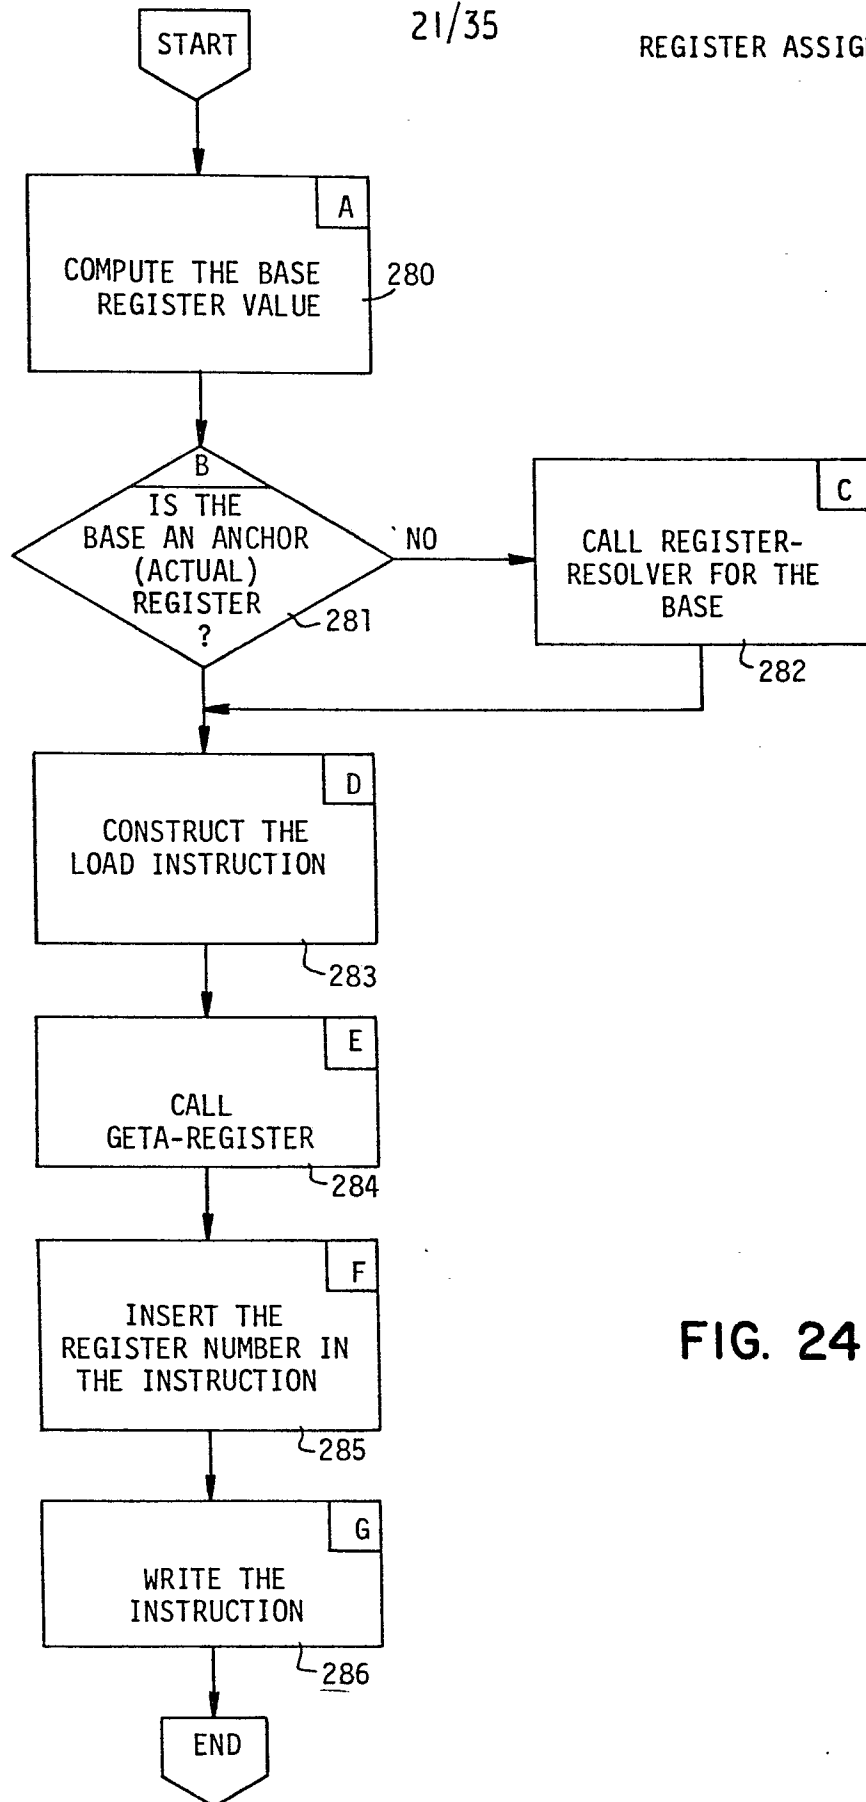 21/35
REGISTER ASSIG
START
A
COMPUTE THE BASE
REGISTER VALUE
280
B
IS THE
BASE AN ANCHOR
(ACTUAL)
REGISTER
?
281
NO
C
CALL REGISTER-
RESOLVER FOR THE
BASE
282
D
CONSTRUCT THE
LOAD INSTRUCTION
283
E
CALL
GETA-REGISTER
284
F
INSERT THE
REGISTER NUMBER IN
THE INSTRUCTION
285
FIG. 24
G
WRITE THE
INSTRUCTION
286
END